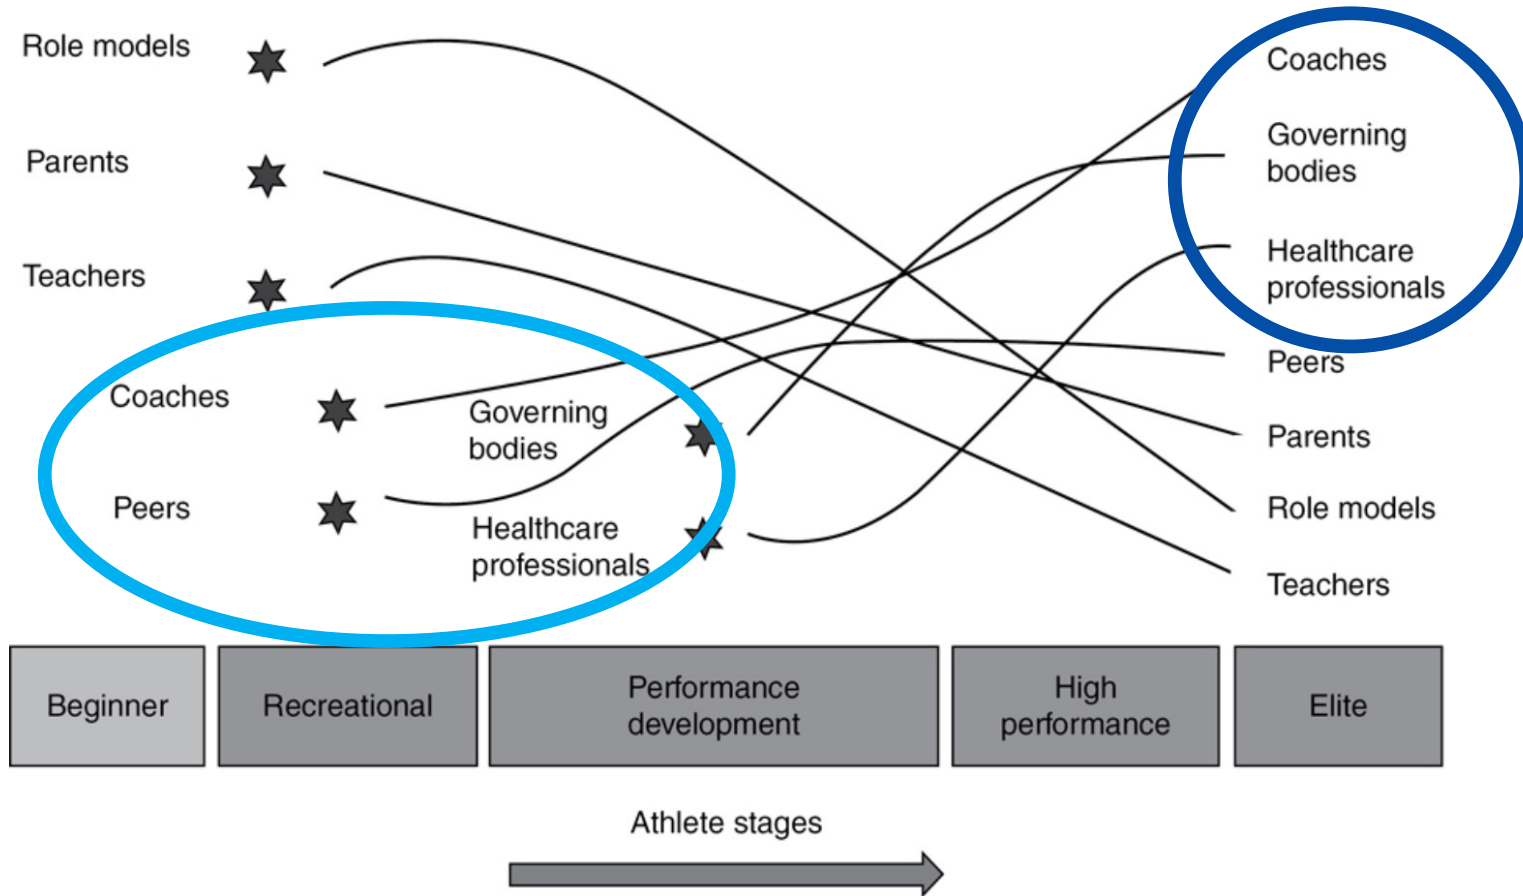 Role models
Parents
Teachers
Coaches
Peers
Governing
bodies
Healthcare
professionals
Coaches
Governing
bodies
Healthcare
professionals
Peers
Parents
Role models
Teachers
Beginner
Recreational
Performance
development
High
performance
Elite
Athlete stages